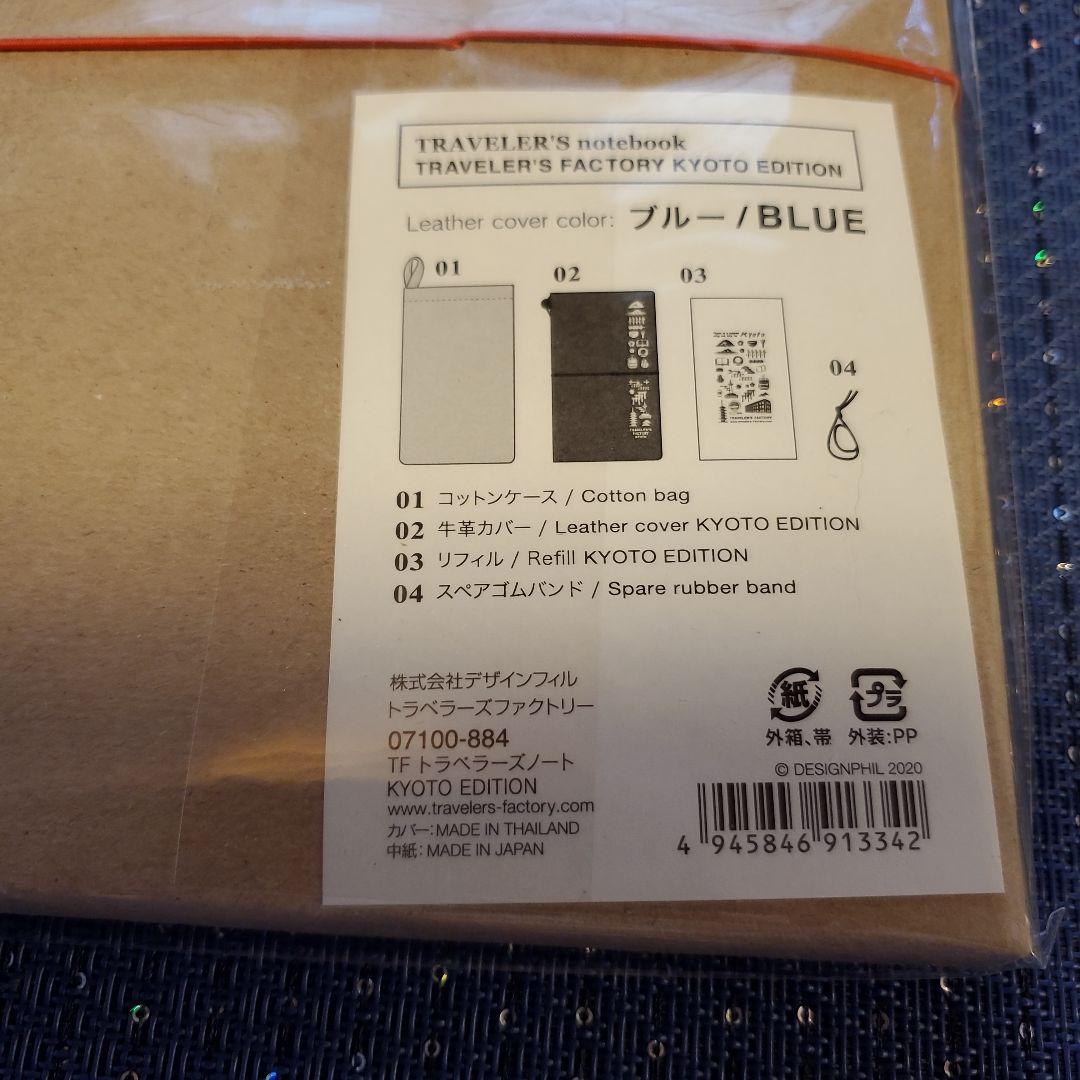 TRAVELER'S notebook
TRAVELER'S FACTORY KYOTO EDITION
Leather cover color: ブルー / BLUE
01
02
03
04
Kyoto
TRAVELER'S FACTORY
TRAVELER'S
FACTORY
KYOTO
01 コットンケース / Cotton bag
02 牛革カバー / Leather cover KYOTO EDITION
03 リフィル / Refill KYOTO EDITION
04 スペアゴムバンド / Spare rubber band
株式会社デザインフィル
トラベラーズファクトリー
07100-884
TF トラベラーズノート
KYOTO EDITION
www.travelers-factory.com
カバー：MADE IN THAILAND
中紙：MADE IN JAPAN
紙
プラ
外箱、帯 外装：PP
© DESIGNPHIL 2020
4 945846 913342